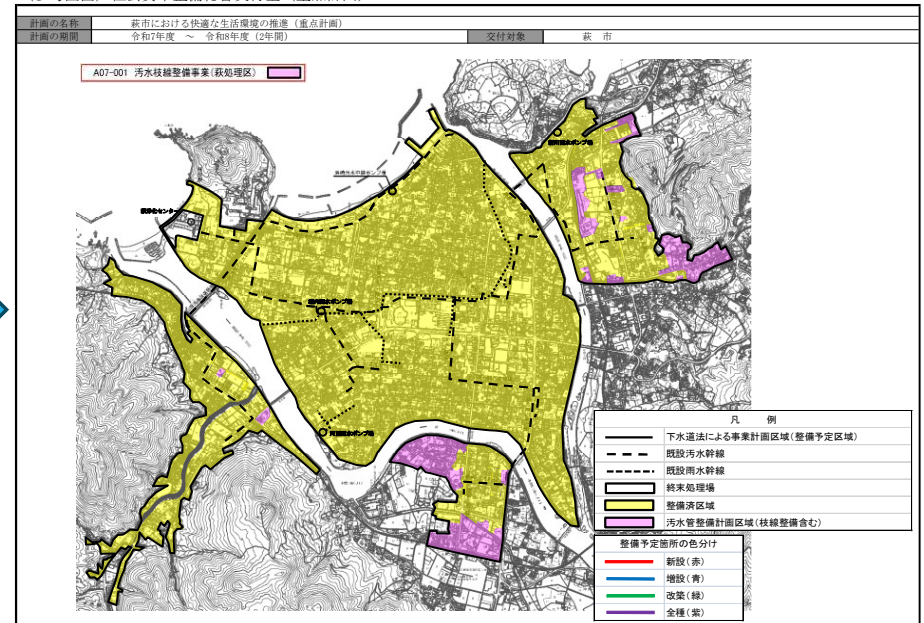 計画の名称 萩市における快適な生活環境の推進（重点計画）
計画の期間 令和7年度 ～ 令和8年度（2年間） 交付対象 萩 市
A07-001 汚水枝線整備事業(萩処理区)
萩浄化センター
凡 例
下水道法による事業計画区域(整備予定区域)
既設汚水幹線
既設雨水幹線
終末処理場
整備済区域
汚水管整備計画区域(枝線整備含む)
整備予定箇所の色分け
新設(赤)
増設(青)
改築(緑)
全種(紫)